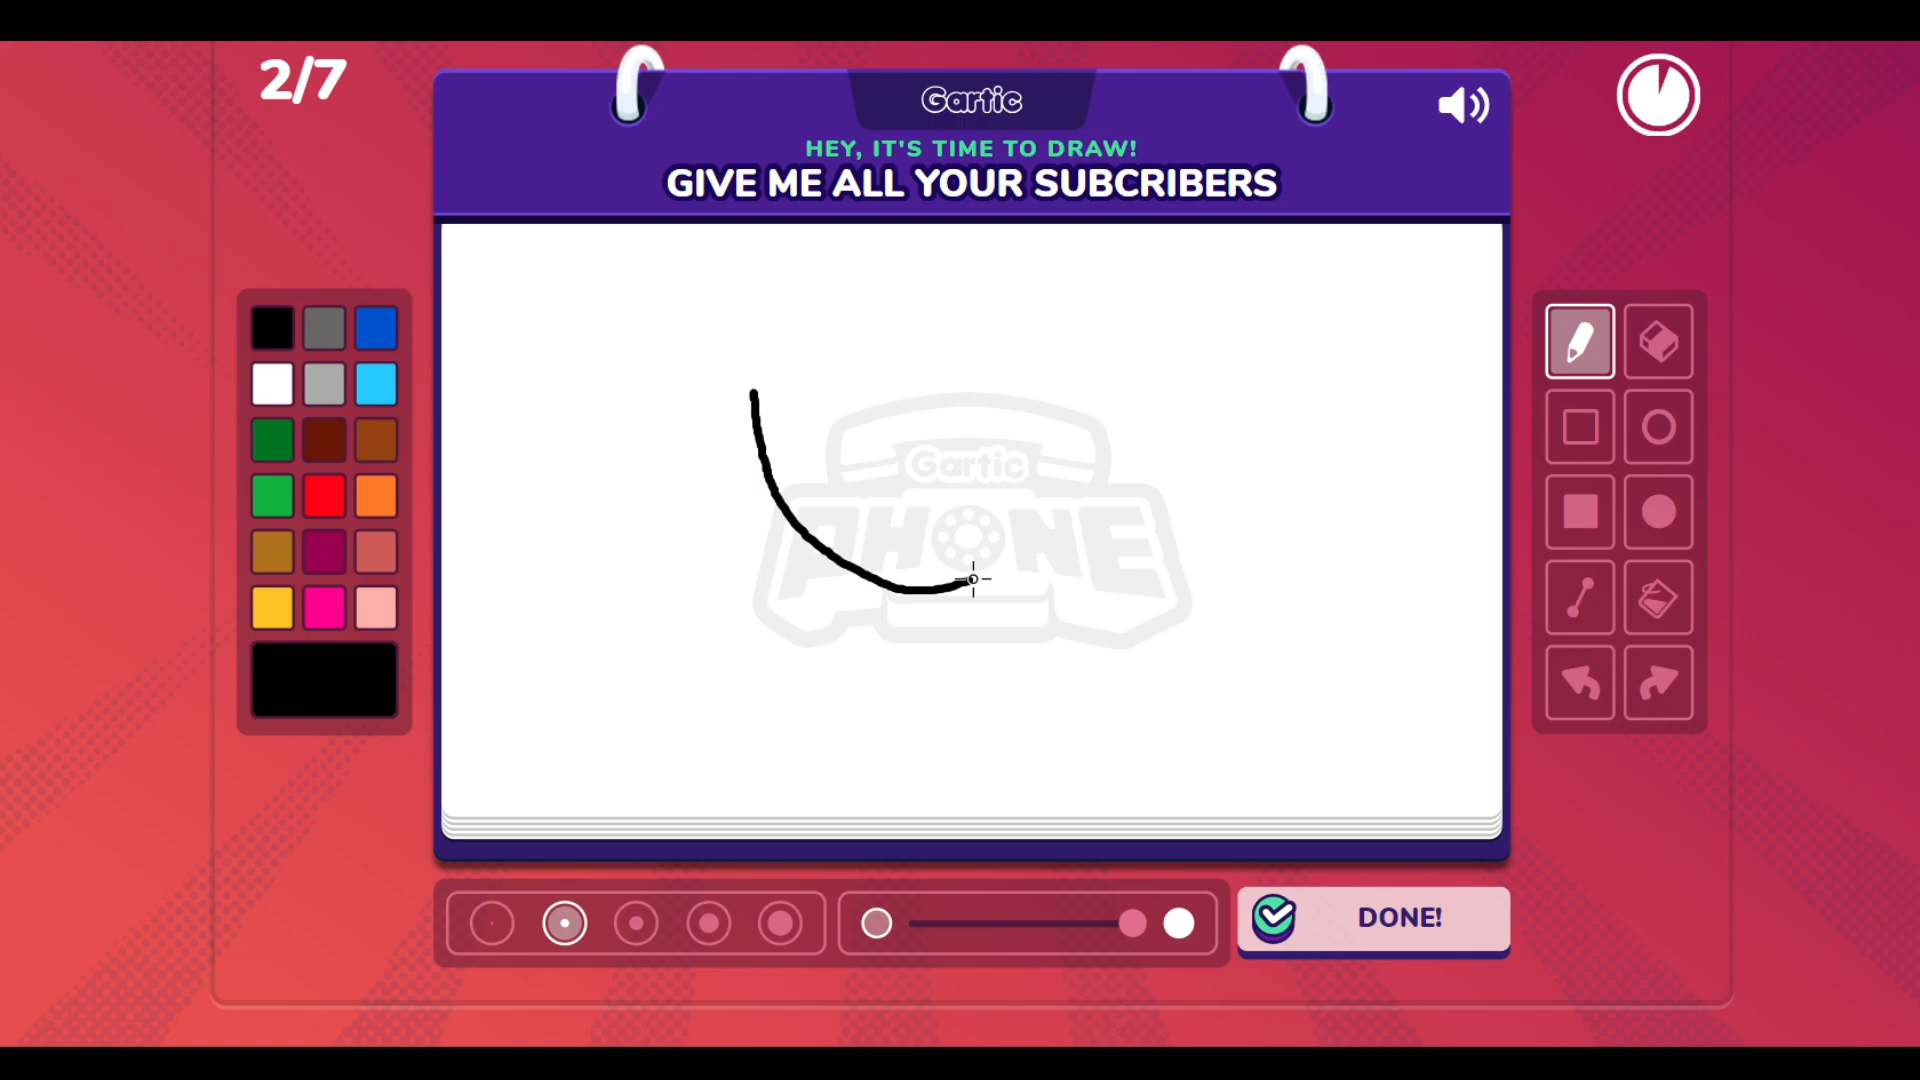 2/7
Gartic
HEY, IT'S TIME TO DRAW!
GIVE ME ALL YOUR SUBCRIBERS
Gartic
PHONE
DONE!